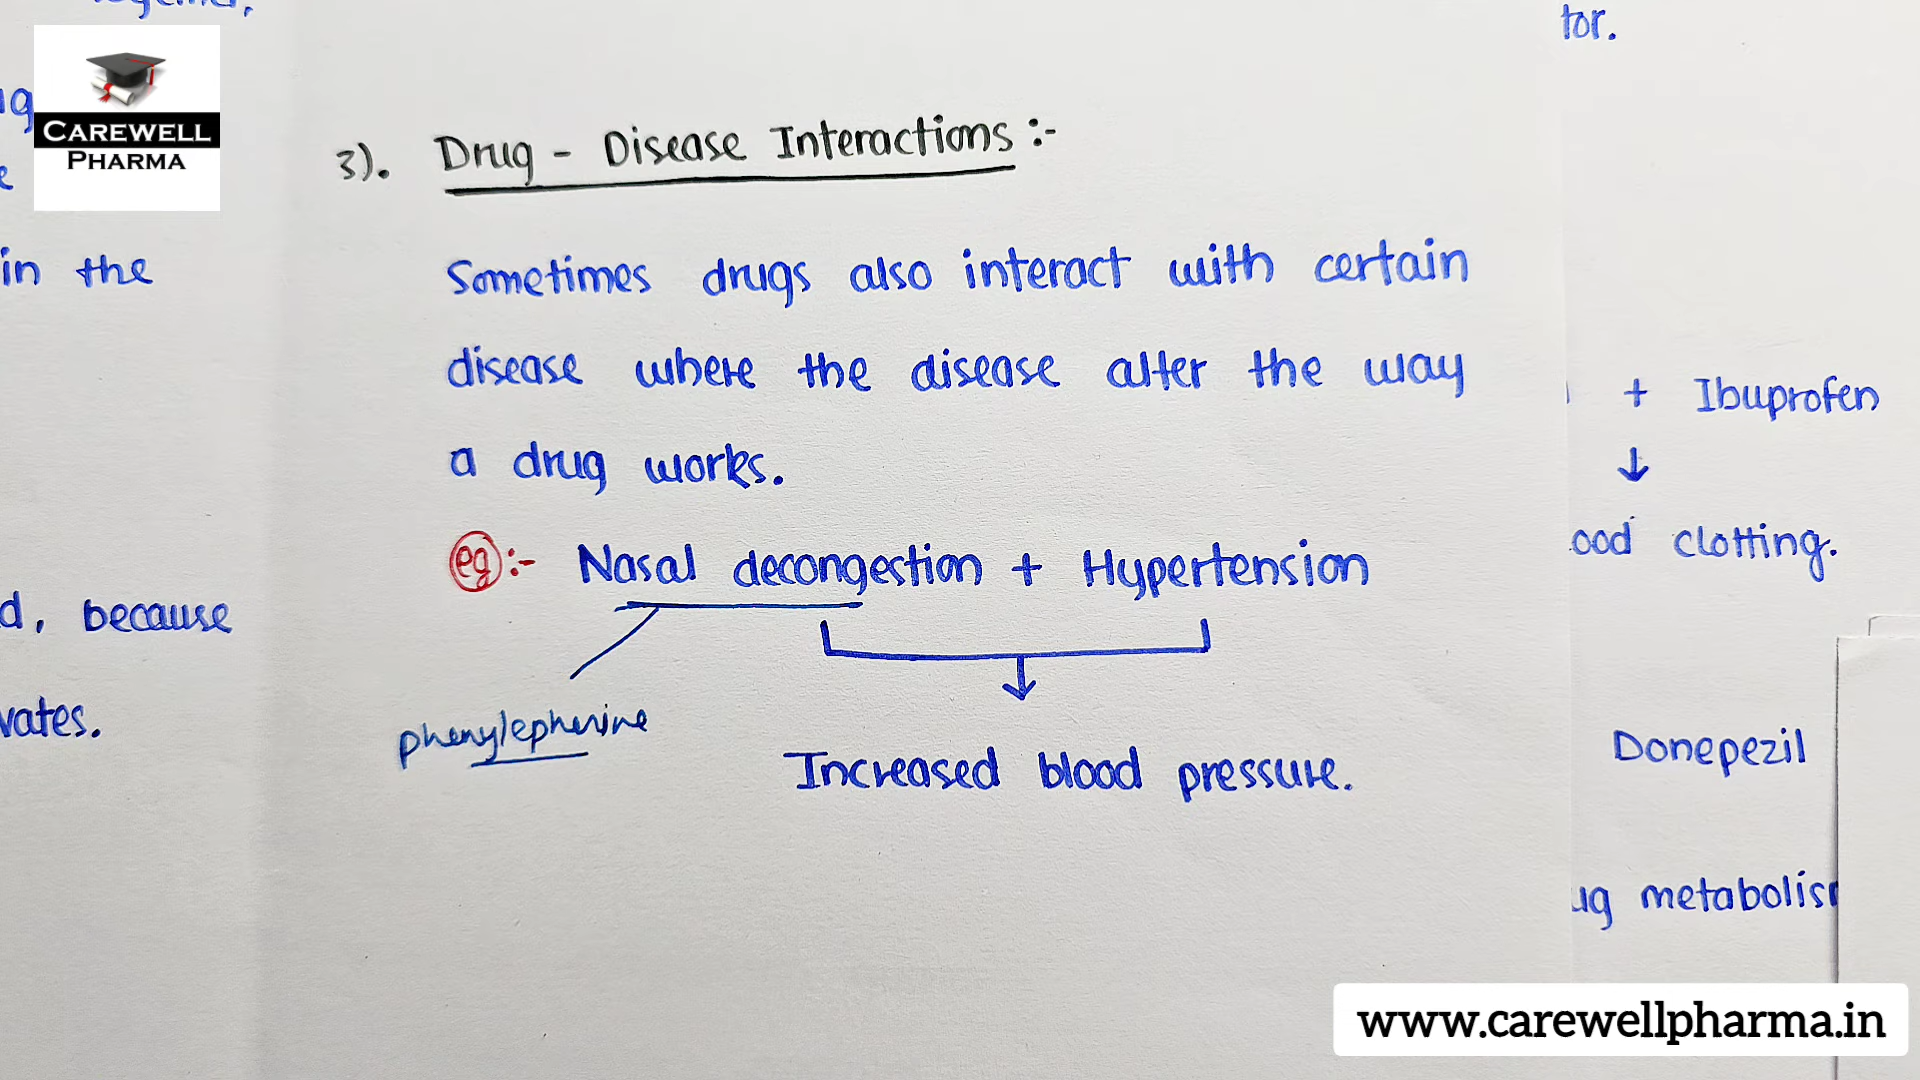 CAREWELL
PHARMA
tor.
in the
d, because
vates.
3). Drug - Disease Interactions :-
Sometimes drugs also interact with certain
disease where the disease alter the way
a drug works.
eg :- Nasal decongestion + Hypertension
phenylepherine
Increased blood pressure.
+ Ibuprofen
↓
ood clotting.
Donepezil
ug metabolis
www.carewellpharma.in